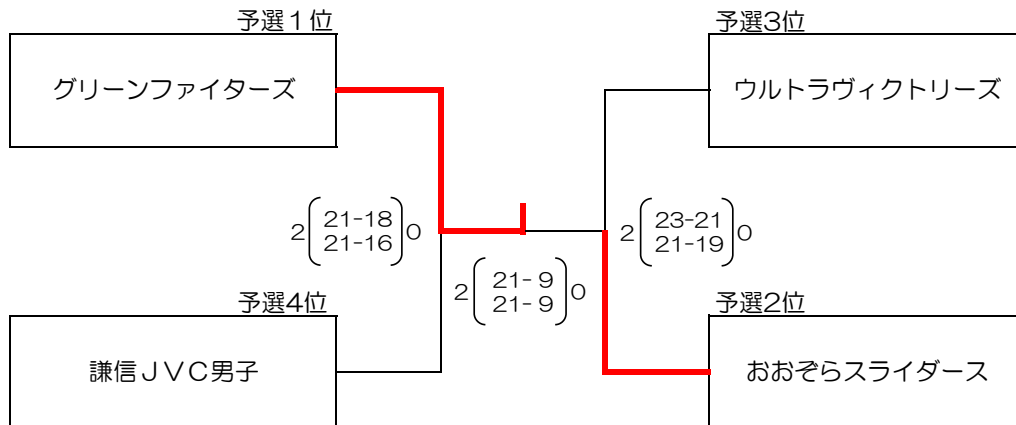 予選１位
予選3位
グリーンファイターズ
ウルトラヴィクトリーズ
2 21-18 0
21-16
2 23-21 0
21-19
2 21- 9 0
21- 9
予選4位
予選2位
謙信ＪＶＣ男子
おおぞらスライダース